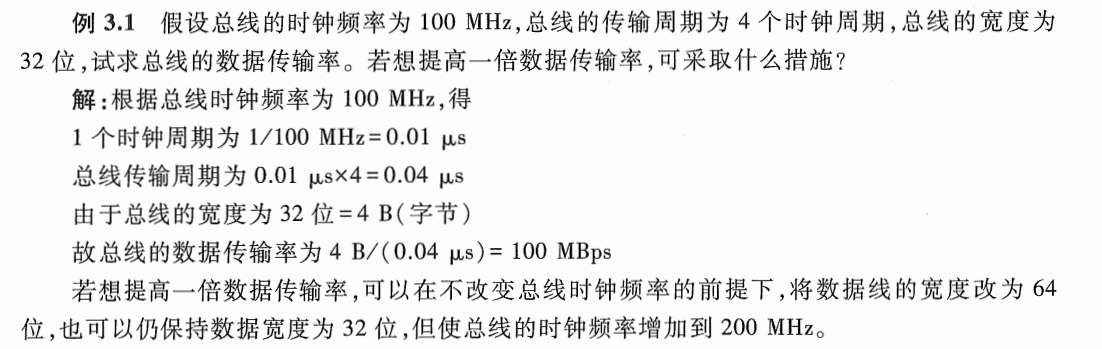 例 3.1 假设总线的时钟频率为 100 MHz,总线的传输周期为 4 个时钟周期,总线的宽度为
32 位,试求总线的数据传输率。若想提高一倍数据传输率,可采取什么措施?
解:根据总线时钟频率为 100 MHz,得
1 个时钟周期为 1/100 MHz=0.01 μs
总线传输周期为 0.01 μs×4=0.04 μs
由于总线的宽度为 32 位=4 B(字节)
故总线的数据传输率为 4 B/(0.04 μs)= 100 MBps
若想提高一倍数据传输率,可以在不改变总线时钟频率的前提下,将数据线的宽度改为 64
位,也可以仍保持数据宽度为 32 位,但使总线的时钟频率增加到 200 MHz。